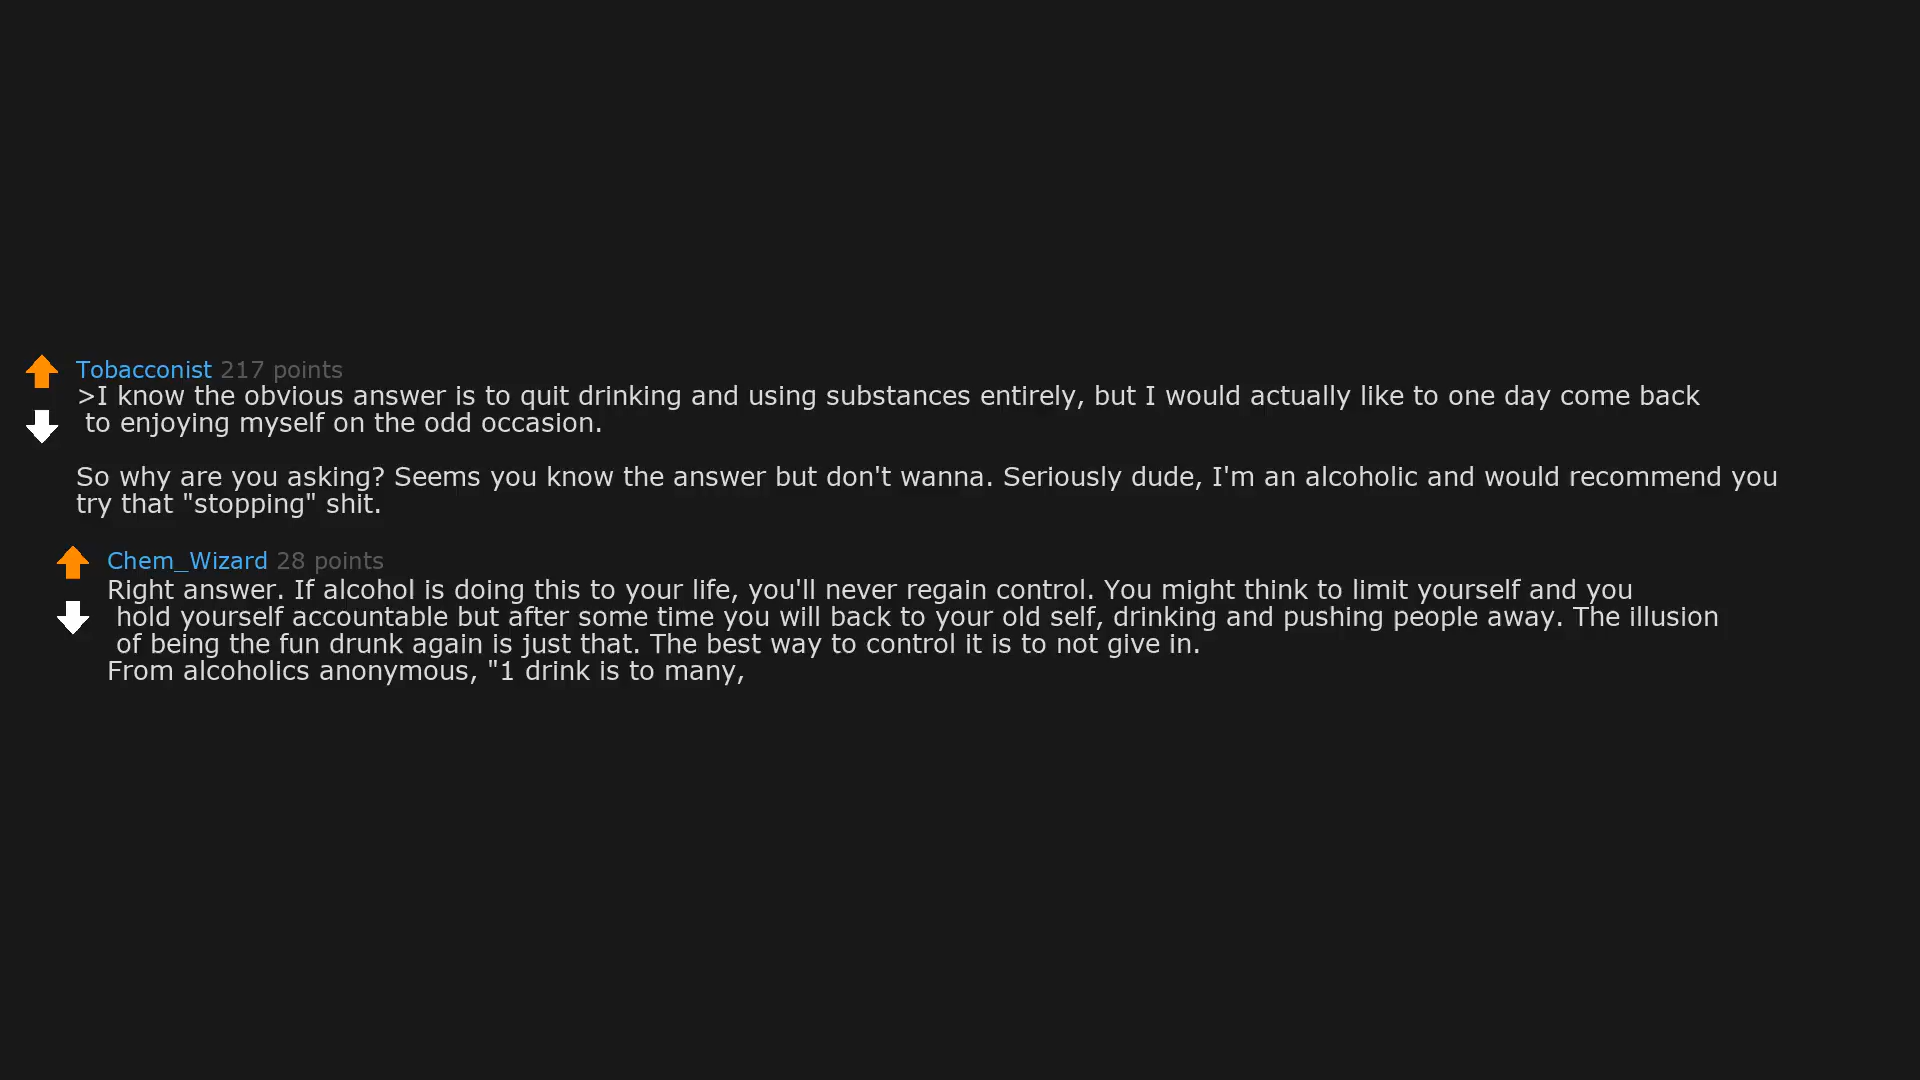 Tobacconist 217 points
>I know the obvious answer is to quit drinking and using substances entirely, but I would actually like to one day come back
to enjoying myself on the odd occasion.
So why are you asking? Seems you know the answer but don't wanna. Seriously dude, I'm an alcoholic and would recommend you
try that "stopping" shit.
Chem_Wizard 28 points
Right answer. If alcohol is doing this to your life, you'll never regain control. You might think to limit yourself and you
hold yourself accountable but after some time you will back to your old self, drinking and pushing people away. The illusion
of being the fun drunk again is just that. The best way to control it is to not give in.
From alcoholics anonymous, "1 drink is to many,